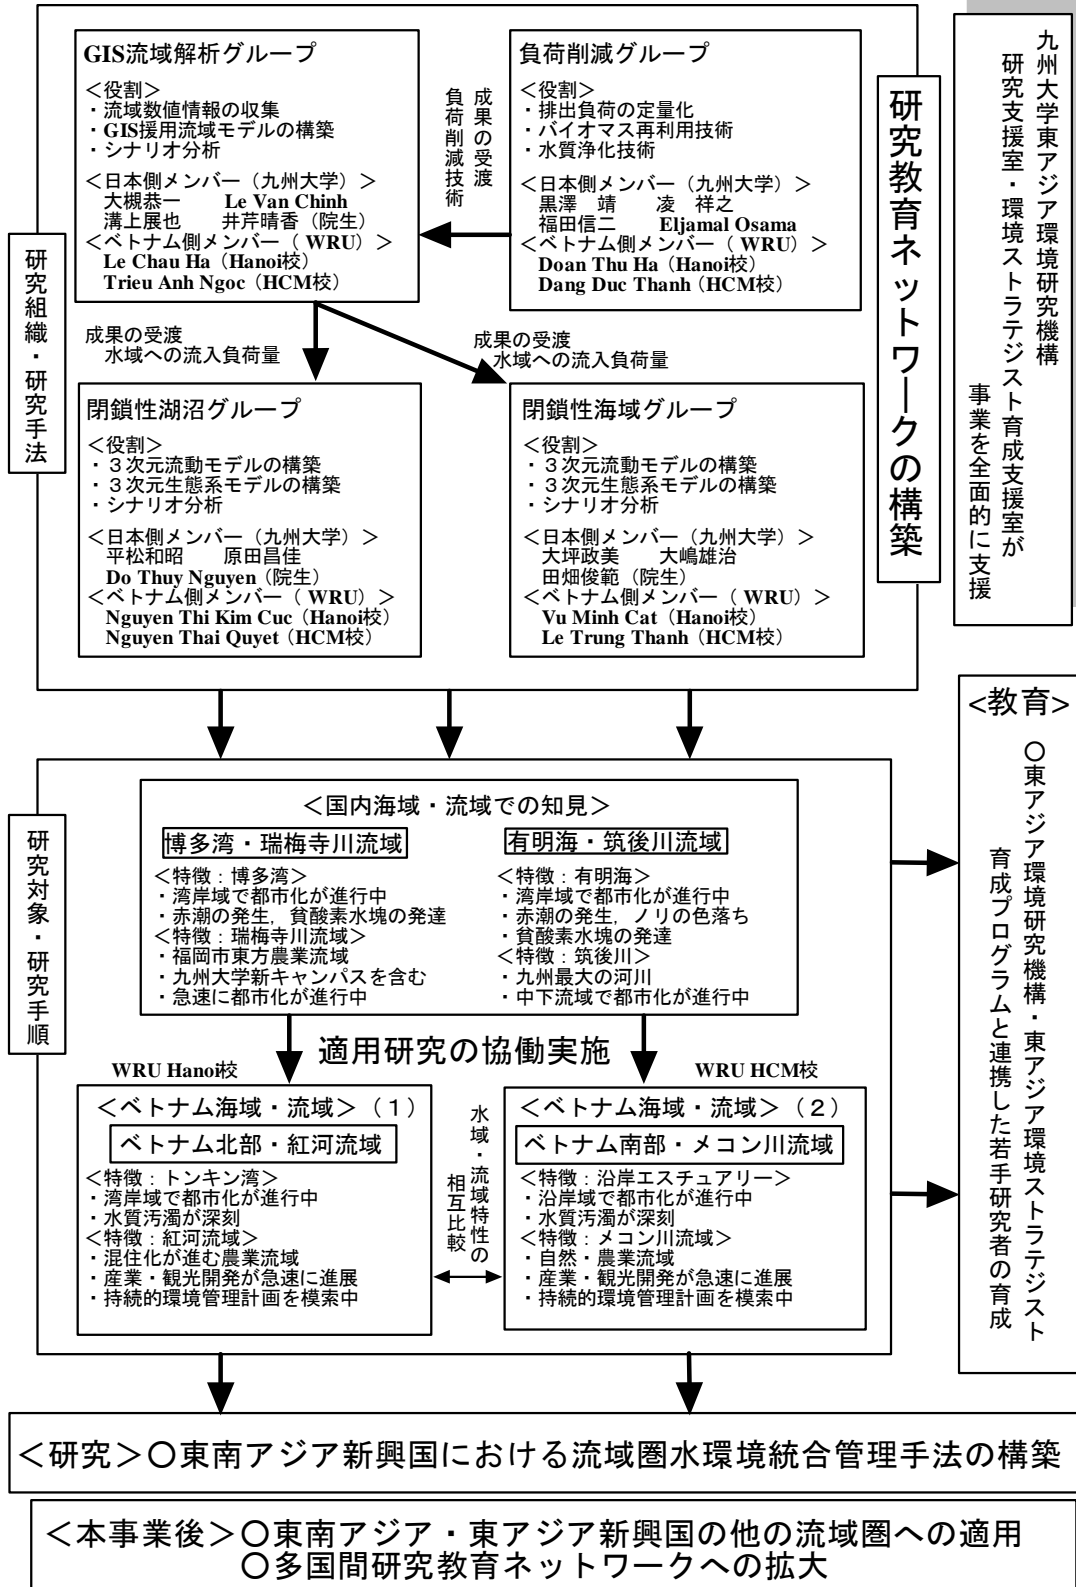 GIS流域解析グループ
＜役割＞
・流域数値情報の収集
・GIS援用流域モデルの構築
・シナリオ分析
＜日本側メンバー（九州大学）＞
大槻恭一　Le Van Chinh
溝上展也　井芹晴香（院生）
＜ベトナム側メンバー（ WRU）＞
Le Chau Ha（Hanoi校）
Trieu Anh Ngoc（HCM校）
成果の受渡
負荷削減技術
負荷削減グループ
＜役割＞
・排出負荷の定量化
・バイオマス再利用技術
・水質浄化技術
＜日本側メンバー（九州大学）＞
黒澤　靖　凌　祥之
福田信二　Eljamal Osama
＜ベトナム側メンバー（ WRU）＞
Doan Thu Ha（Hanoi校）
Dang Duc Thanh（HCM校）
研究教育ネットワークの構築
九州大学東アジア環境研究機構
研究支援室・環境ストラテジスト育成支援室が
事業を全面的に支援
研究組織・研究手法
成果の受渡
水域への流入負荷量
成果の受渡
水域への流入負荷量
閉鎖性湖沼グループ
＜役割＞
・３次元流動モデルの構築
・３次元生態系モデルの構築
・シナリオ分析
＜日本側メンバー（九州大学）＞
平松和昭　原田昌佳
Do Thuy Nguyen（院生）
＜ベトナム側メンバー（ WRU）＞
Nguyen Thi Kim Cuc（Hanoi校）
Nguyen Thai Quyet（HCM校）
閉鎖性海域グループ
＜役割＞
・３次元流動モデルの構築
・３次元生態系モデルの構築
・シナリオ分析
＜日本側メンバー（九州大学）＞
大坪政美　大嶋雄治
田畑俊範（院生）
＜ベトナム側メンバー（ WRU）＞
Vu Minh Cat（Hanoi校）
Le Trung Thanh（HCM校）
研究対象・研究手順
＜国内海域・流域での知見＞
博多湾・瑞梅寺川流域
＜特徴：博多湾＞
・湾岸域で都市化が進行中
・赤潮の発生，貧酸素水塊の発達
＜特徴：瑞梅寺川流域＞
・福岡市東方農業流域
・九州大学新キャンパスを含む
・急速に都市化が進行中
有明海・筑後川流域
＜特徴：有明海＞
・湾岸域で都市化が進行中
・赤潮の発生，ノリの色落ち
・貧酸素水塊の発達
＜特徴：筑後川＞
・九州最大の河川
・中下流域で都市化が進行中
適用研究の協働実施
WRU Hanoi校
WRU HCM校
＜ベトナム海域・流域＞（１）
ベトナム北部・紅河流域
＜特徴：トンキン湾＞
・湾岸域で都市化が進行中
・水質汚濁が深刻
＜特徴：紅河流域＞
・混住化が進む農業流域
・産業・観光開発が急速に進展
・持続的環境管理計画を模索中
水域・流域特性の
相互比較
＜ベトナム海域・流域＞（２）
ベトナム南部・メコン川流域
＜特徴：沿岸エスチュアリー＞
・沿岸域で都市化が進行中
・水質汚濁が深刻
＜特徴：メコン川流域＞
・自然・農業流域
・産業・観光開発が急速に進展
・持続的環境管理計画を模索中
<教育>
○東アジア環境研究機構・東アジア環境ストラテジスト
育成プログラムと連携した若手研究者の育成
＜研究＞○東南アジア新興国における流域圏水環境統合管理手法の構築
＜本事業後＞○東南アジア・東アジア新興国の他の流域圏への適用
○多国間研究教育ネットワークへの拡大